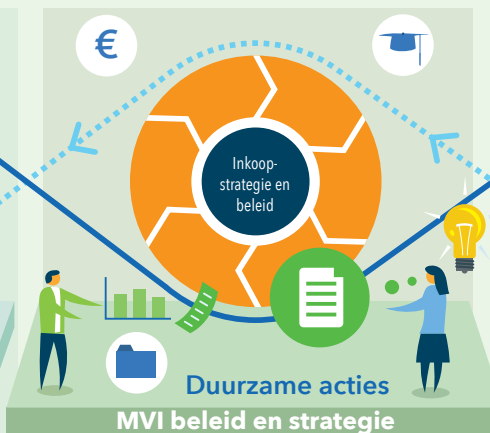 €
Inkoop-
strategie en
beleid
Duurzame acties
MVI beleid en strategie